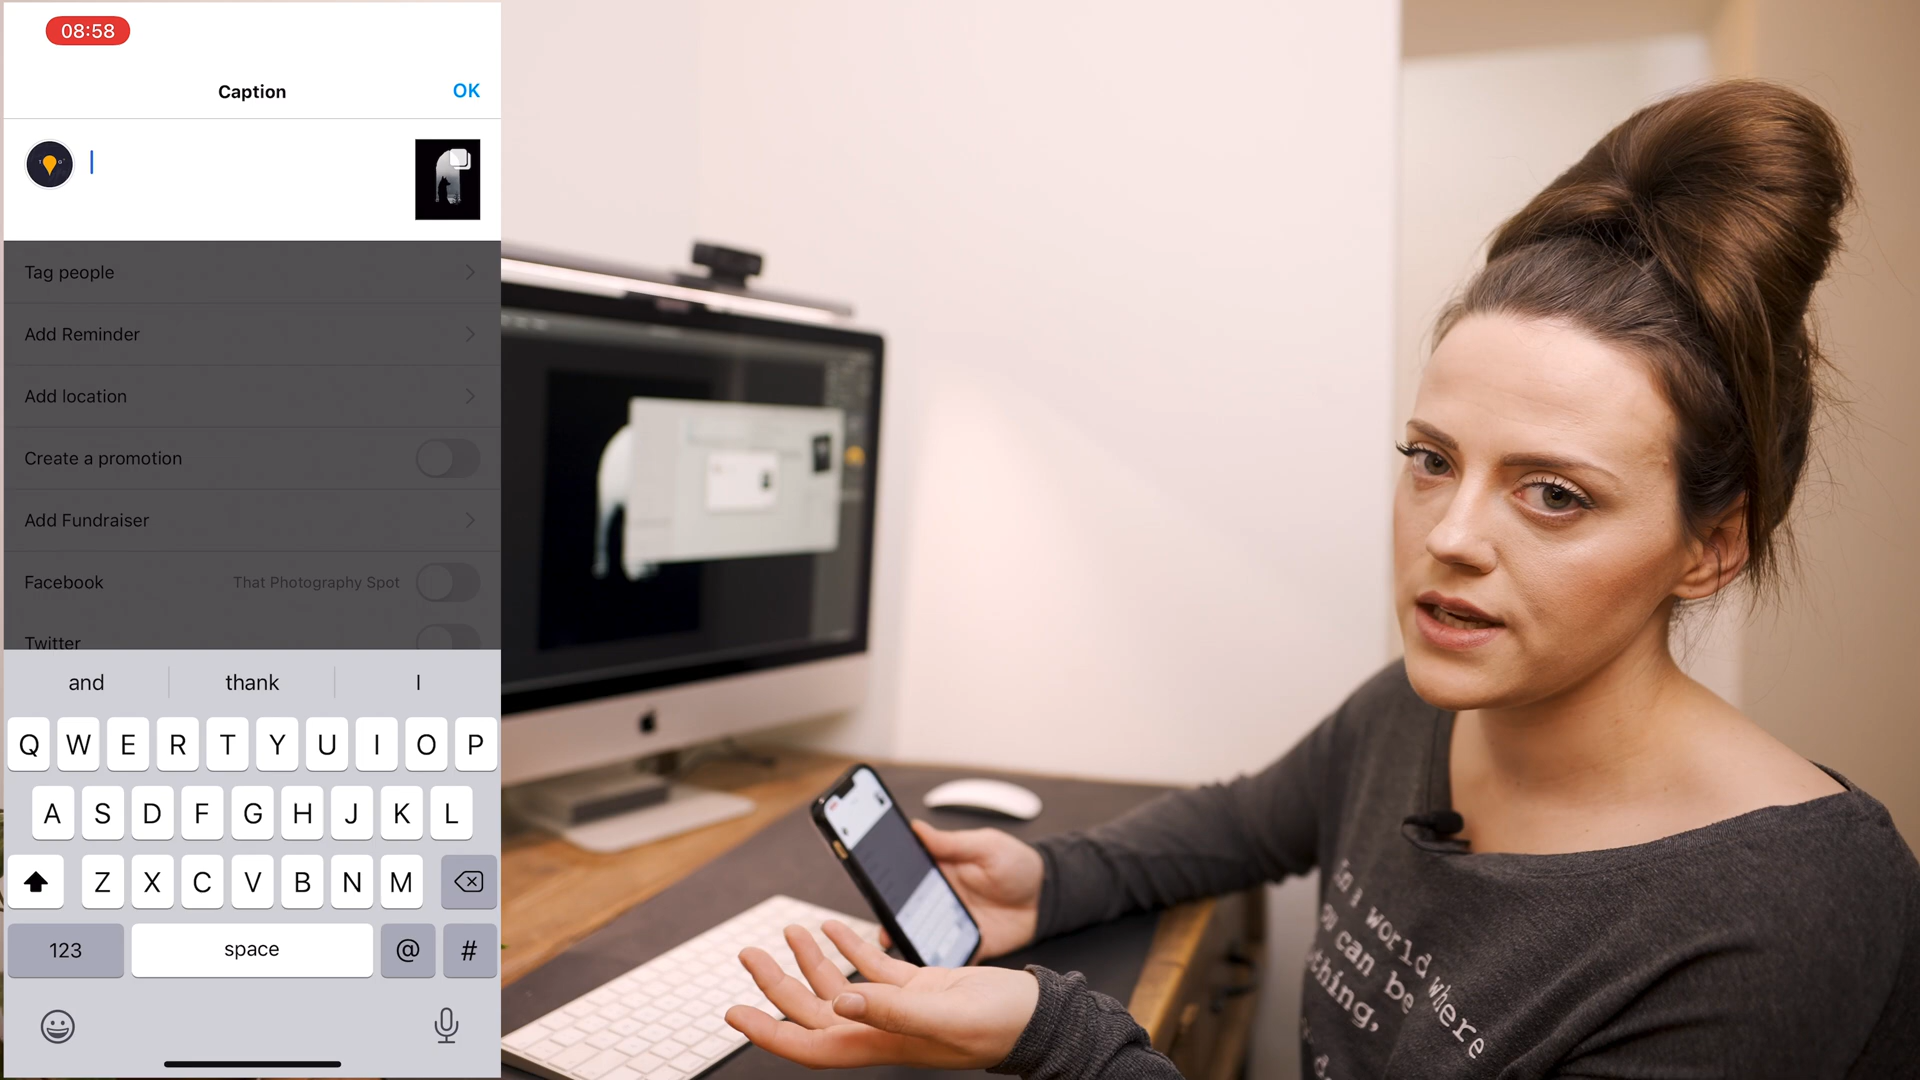 08:58
Caption
OK
Tag people
Add Reminder
Add location
Create a promotion
Add Fundraiser
Facebook That Photography Spot
Twitter
and thank I
Q W E R T Y U I O P
A S D F G H J K L
Z X C V B N M
123 space @ #
world where
can be